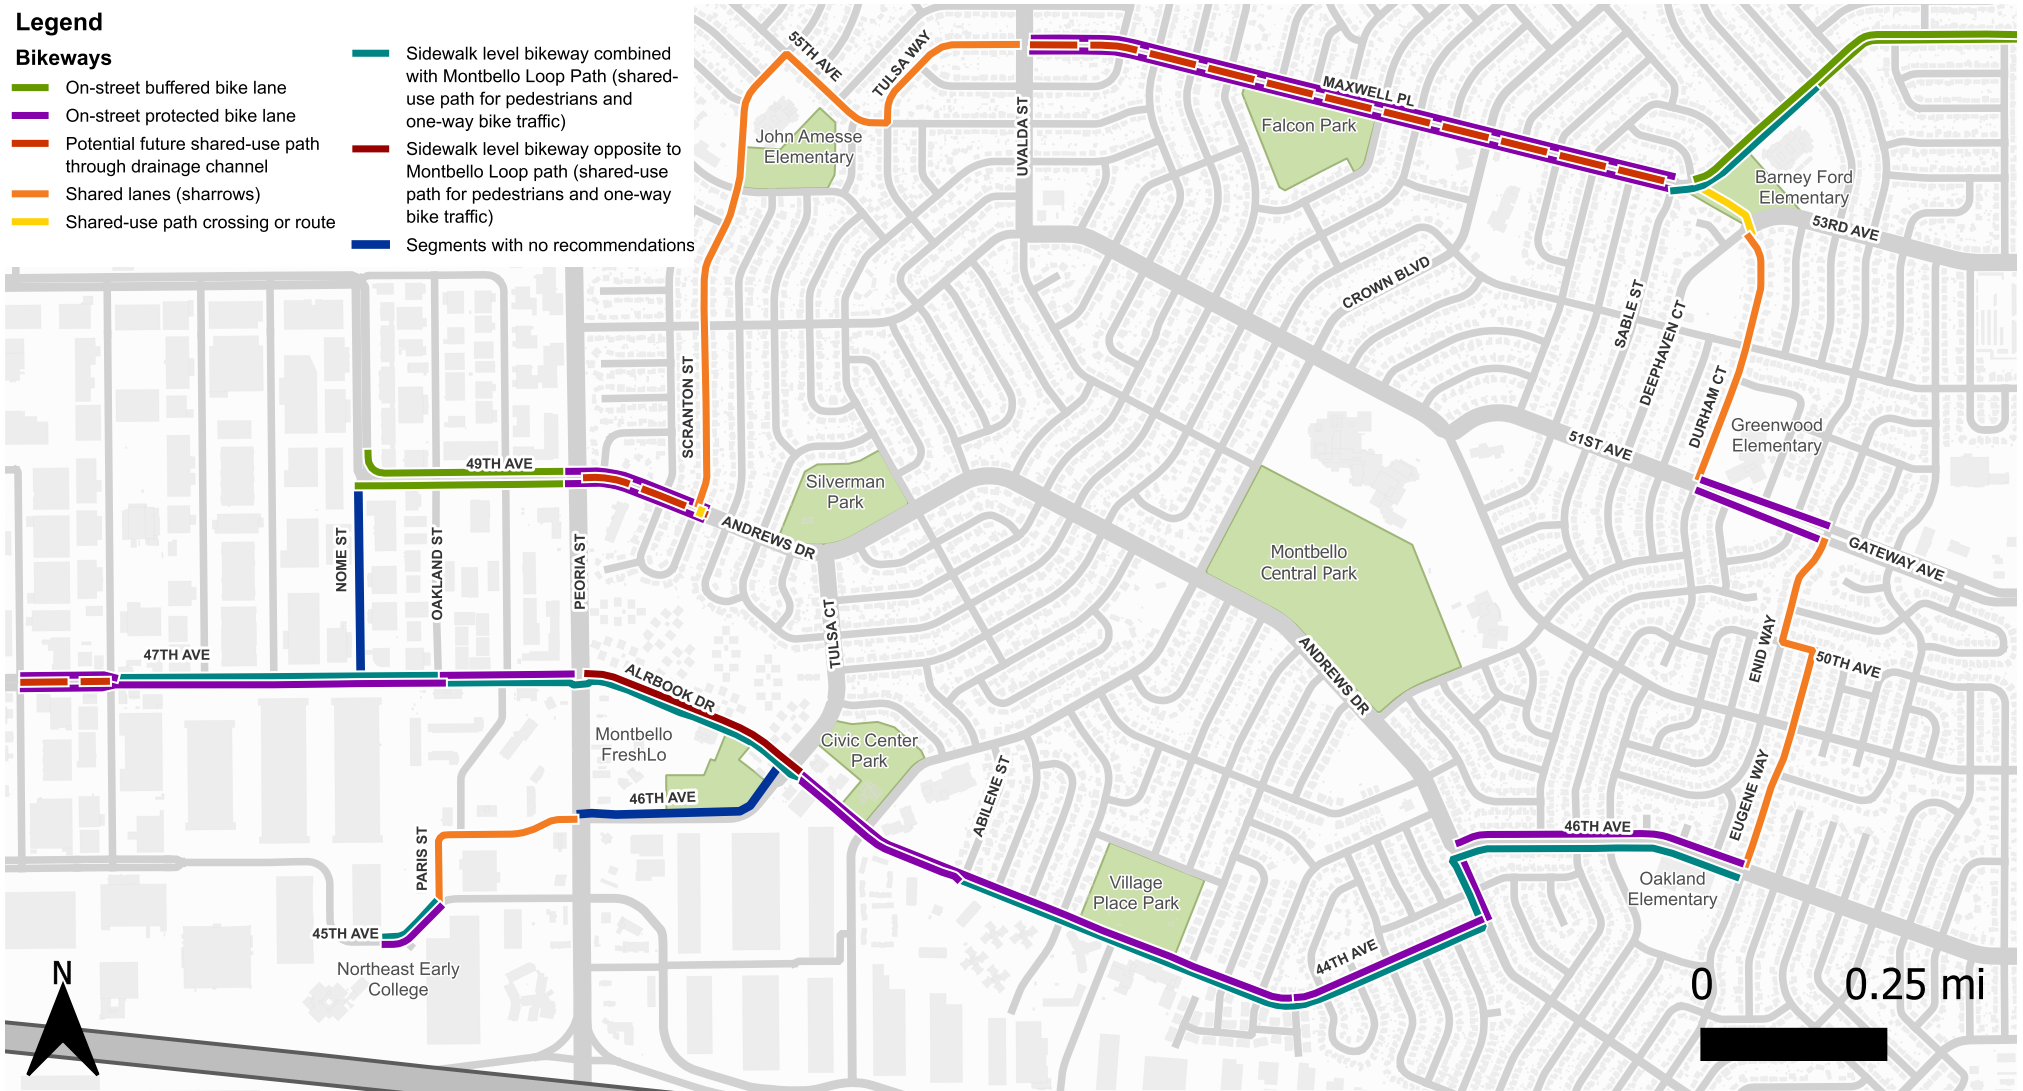 Legend
Bikeways
On-street buffered bike lane
On-street protected bike lane
Potential future shared-use path
through drainage channel
Shared lanes (sharrows)
Shared-use path crossing or route
Sidewalk level bikeway combined
with Montbello Loop Path (shared-
use path for pedestrians and
one-way bike traffic)
Sidewalk level bikeway opposite to
Montbello Loop path (shared-use
path for pedestrians and one-way
bike traffic)
Segments with no recommendations
55TH AVE
TULSA WAY
UVALDA ST
MAXWELL PL
John Amesse
Elementary
Falcon Park
Barney Ford
Elementary
53RD AVE
CROWN BLVD
SABLE ST
DEEPHAVEN CT
DURHAM CT
SCRANTON ST
Greenwood
Elementary
51ST AVE
49TH AVE
Silverman
Park
ANDREWS DR
NOME ST
OAKLAND ST
PEORIA ST
Montbello
Central Park
GATEWAY AVE
TULSA CT
ENID WAY
50TH AVE
47TH AVE
ALRBOOK DR
ANDREWS DR
Montbello
FreshLo
Civic Center
Park
46TH AVE
ABILENE ST
EUGENE WAY
46TH AVE
PARIS ST
Village
Place Park
Oakland
Elementary
45TH AVE
44TH AVE
Northeast Early
College
N
0 0.25 mi